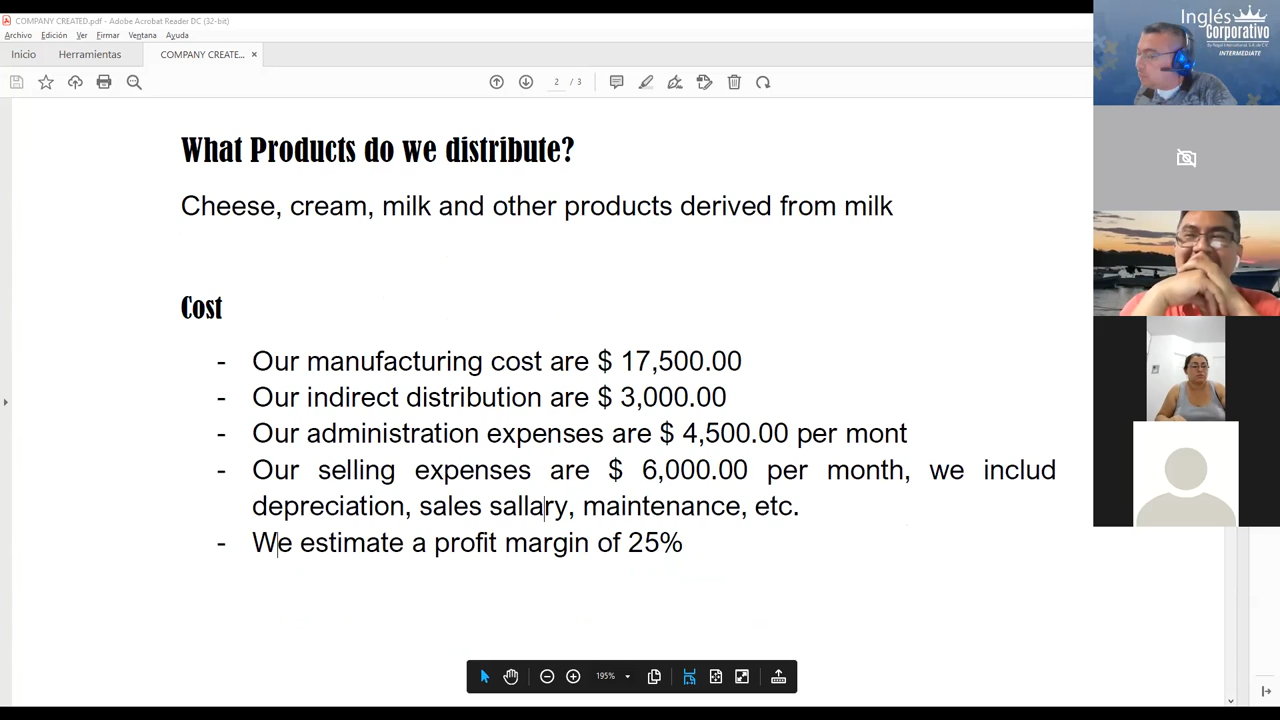 COMPANY CREATED.pdf - Adobe Acrobat Reader DC (32-bit)
Archivo Edición Ver Firmar Ventana Ayuda
Inicio Herramientas COMPANY CREATE... ×
2 / 3
What Products do we distribute?
Cheese, cream, milk and other products derived from milk
Cost
- Our manufacturing cost are $ 17,500.00
- Our indirect distribution are $ 3,000.00
- Our administration expenses are $ 4,500.00 per mont
- Our selling expenses are $ 6,000.00 per month, we includ
depreciation, sales sallary, maintenance, etc.
- We estimate a profit margin of 25%
195%
Inglés
Corporativo
By Regal International, S.A. de C.V.
INTERMEDIATE